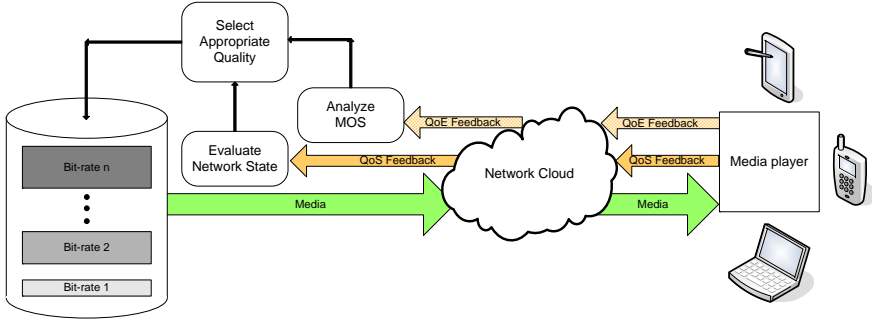 Select
Appropriate
Quality
Analyze
MOS
Evaluate
Network State
QoE Feedback
QoE Feedback
QoS Feedback
QoS Feedback
Media player
Network Cloud
Media
Media
Bit-rate n
Bit-rate 2
Bit-rate 1